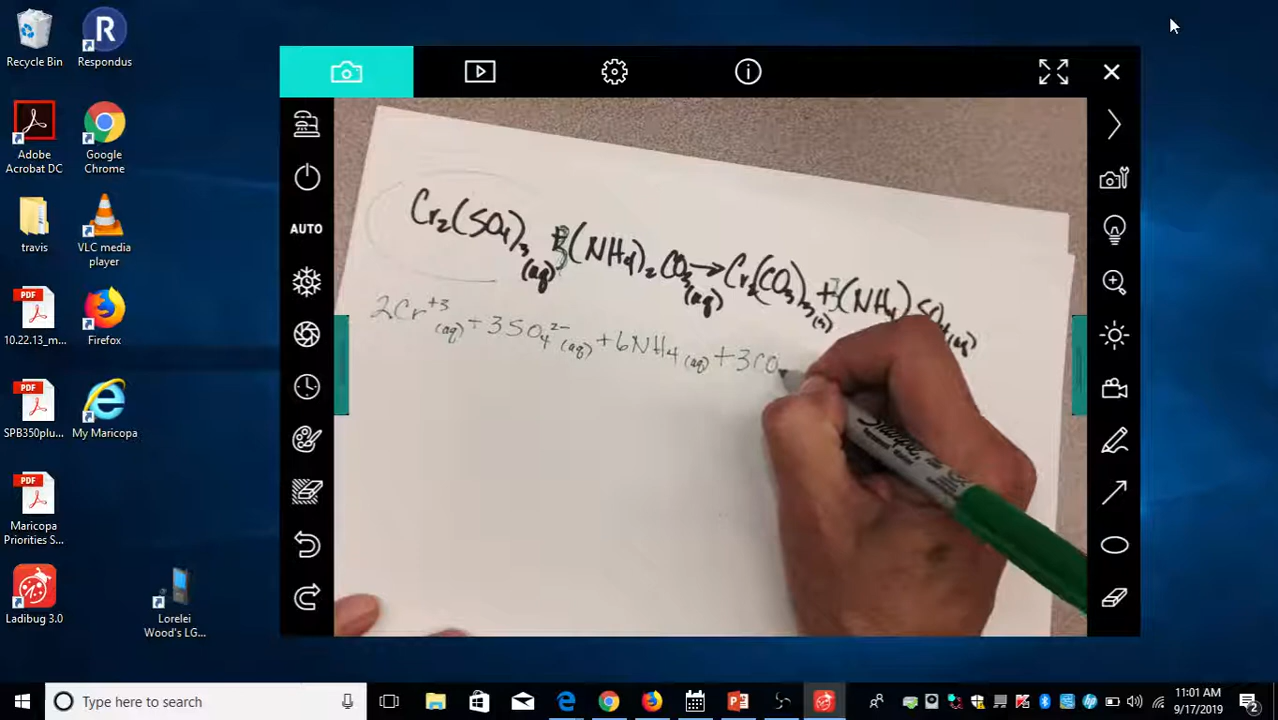 Recycle Bin
Respondus
Adobe Acrobat DC
Google Chrome
travis
VLC media player
10.22.13_m...
Firefox
SPB350plu...
My Maricopa
Maricopa Priorities S...
Ladibug 3.0
Lorelei Wood's LG...
AUTO
Cr₂(SO₄)₃ (aq) + 3(NH₄)₂CO₃ (aq) → Cr₂(CO₃)₃ (s) + 3(NH₄) SO₄ (aq)
2Cr⁺³ (aq) + 3SO₄²⁻ (aq) + 6NH₄ (aq) + 3CO
Sharpie
Type here to search
11:01 AM
9/17/2019
2